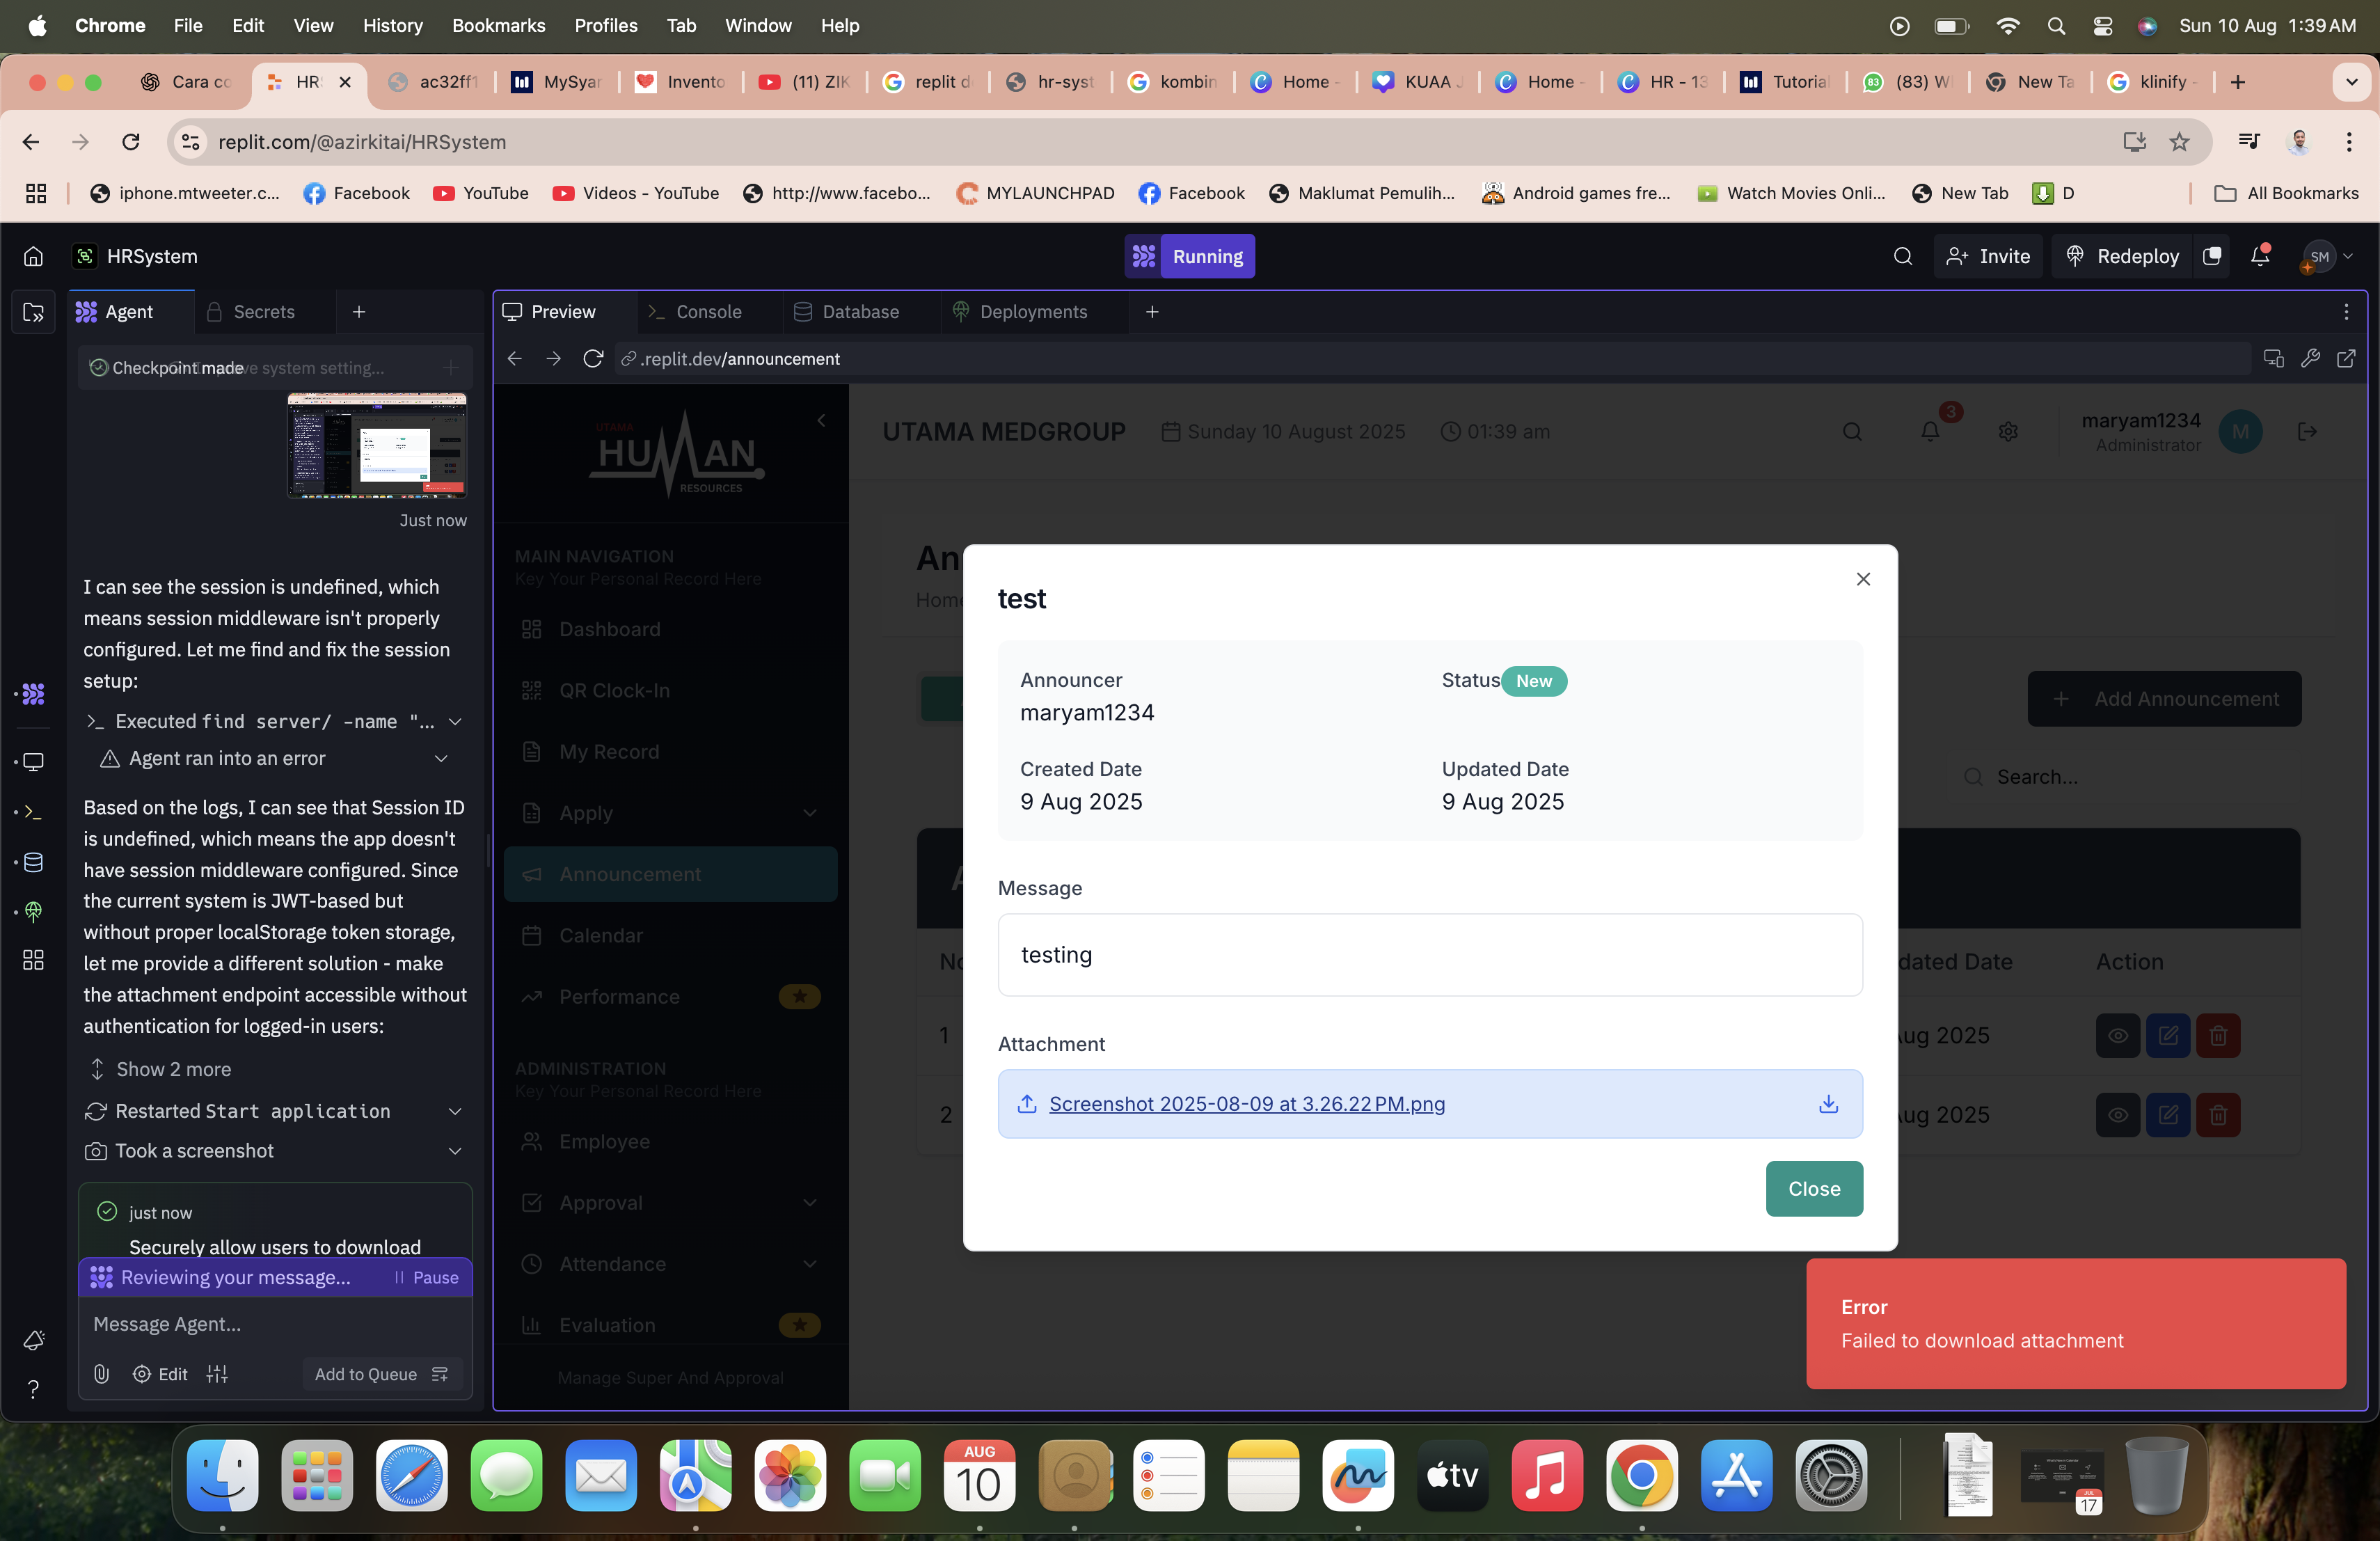 Chrome File Edit View History Bookmarks Profiles Tab Window Help
Sun 10 Aug 1:39 AM
Cara co
HR
ac32ff1
MySyar
Invento
(11) ZIK
replit d
hr-syst
kombin
Home -
KUAA J
Home -
HR - 13
Tutorial
(83) W
New Ta
klinify -
replit.com/@azirkitai/HRSystem
iphone.mtweeter.c...
Facebook
YouTube
Videos - YouTube
http://www.facebo...
MYLAUNCHPAD
Facebook
Maklumat Pemulih...
Android games fre...
Watch Movies Onli...
New Tab
D
All Bookmarks
HRSystem
Running
Invite
Redeploy
SM
Agent
Secrets
Preview
Console
Database
Deployments
.replit.dev/announcement
Checkpoint made
system setting...
Just now
I can see the session is undefined, which
means session middleware isn't properly
configured. Let me find and fix the session
setup:
Executed find server/ -name "...
Agent ran into an error
Based on the logs, I can see that Session ID
is undefined, which means the app doesn't
have session middleware configured. Since
the current system is JWT-based but
without proper localStorage token storage,
let me provide a different solution - make
the attachment endpoint accessible without
authentication for logged-in users:
Show 2 more
Restarted Start application
Took a screenshot
just now
Securely allow users to download
Reviewing your message...
Pause
Message Agent...
Edit
Add to Queue
UTAMA
HUMAN
RESOURCES
MAIN NAVIGATION
Key Your Personal Record Here
Dashboard
QR Clock-In
My Record
Apply
Announcement
Calendar
Performance
ADMINISTRATION
Key Your Personal Record Here
Employee
Approval
Attendance
Evaluation
Manage Super And Approval
UTAMA MEDGROUP
Sunday 10 August 2025
01:39 am
3
maryam1234
Administrator
M
An
Home
Add Announcement
Search...
A
No
dated Date
Action
1
Aug 2025
2
Aug 2025
test
Announcer
maryam1234
Status New
Created Date
9 Aug 2025
Updated Date
9 Aug 2025
Message
testing
Attachment
Screenshot 2025-08-09 at 3.26.22 PM.png
Close
Error
Failed to download attachment
AUG
10
tv
JUL
17